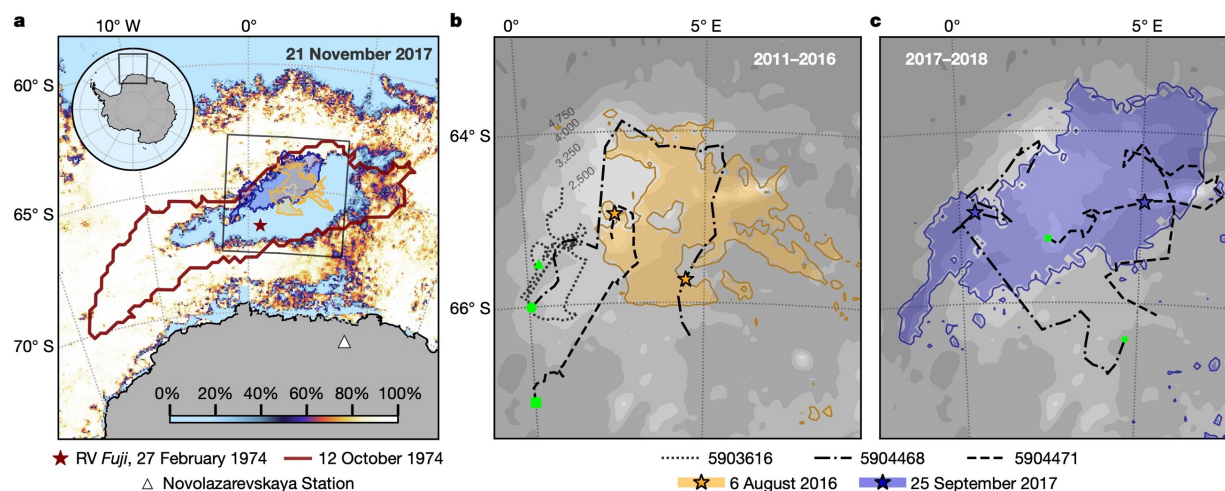 a
10° W
0°
21 November 2017
60° S
65° S
70° S
0% 20% 40% 60% 80% 100%
★ RV Fuji, 27 February 1974
12 October 1974
△ Novolazarevskaya Station
b
0°
5° E
2011–2016
64° S
66° S
4,750
4,000
3,250
2,500
c
0°
5° E
2017–2018
5903616
5904468
5904471
6 August 2016
25 September 2017